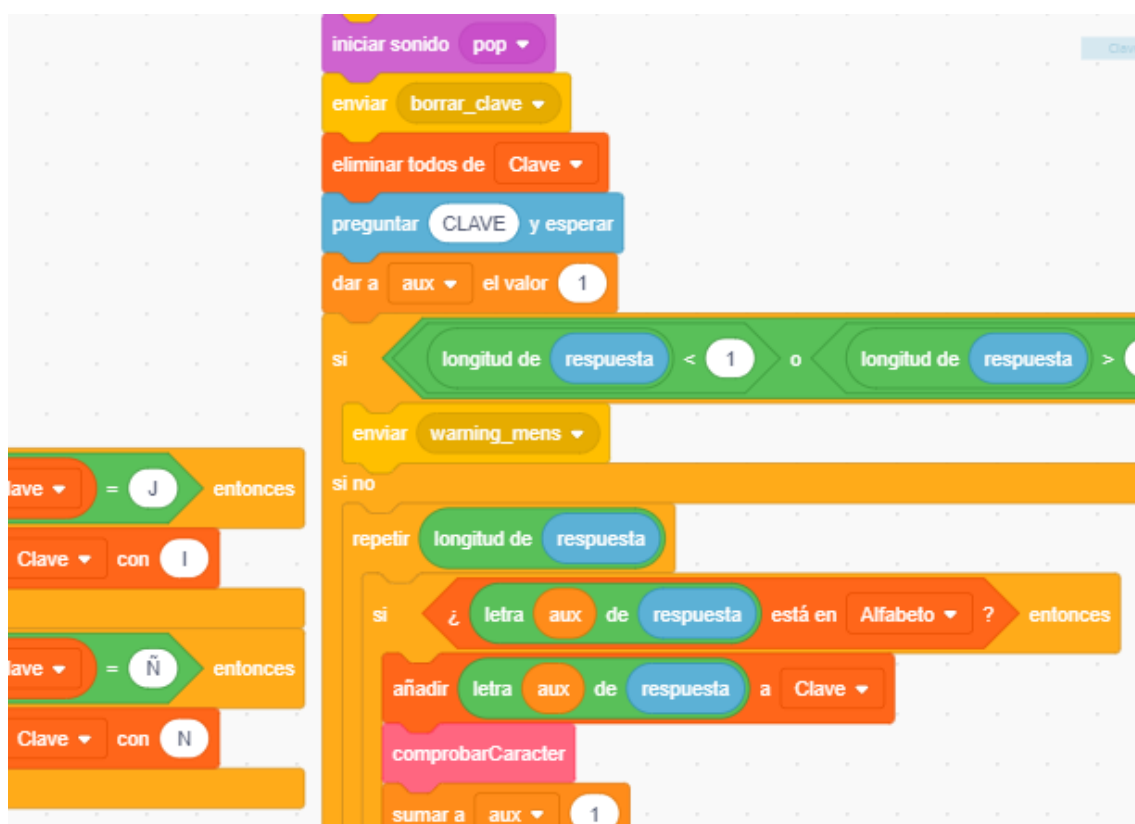 iniciar sonido pop
enviar borrar_clave
eliminar todos de Clave
preguntar CLAVE y esperar
dar a aux el valor 1
si longitud de respuesta < 1 o longitud de respuesta >
enviar warning_mens
si no
repetir longitud de respuesta
si ¿ letra aux de respuesta está en Alfabeto ? entonces
añadir letra aux de respuesta a Clave
comprobarCaracter
sumar a aux 1
= J entonces
Clave con I
= Ñ entonces
Clave con N